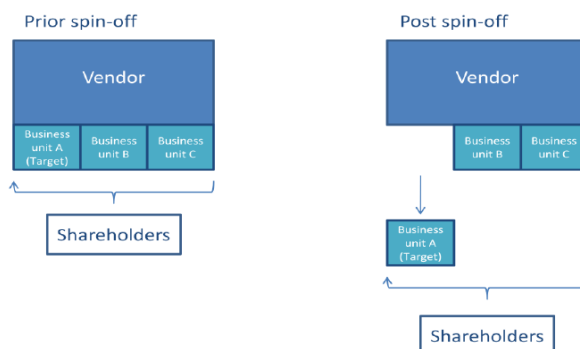 Prior spin-off
Vendor
Business
unit A
(Target)
Business
unit B
Business
unit C
Shareholders
Post spin-off
Vendor
Business
unit B
Business
unit C
Business
unit A
(Target)
Shareholders